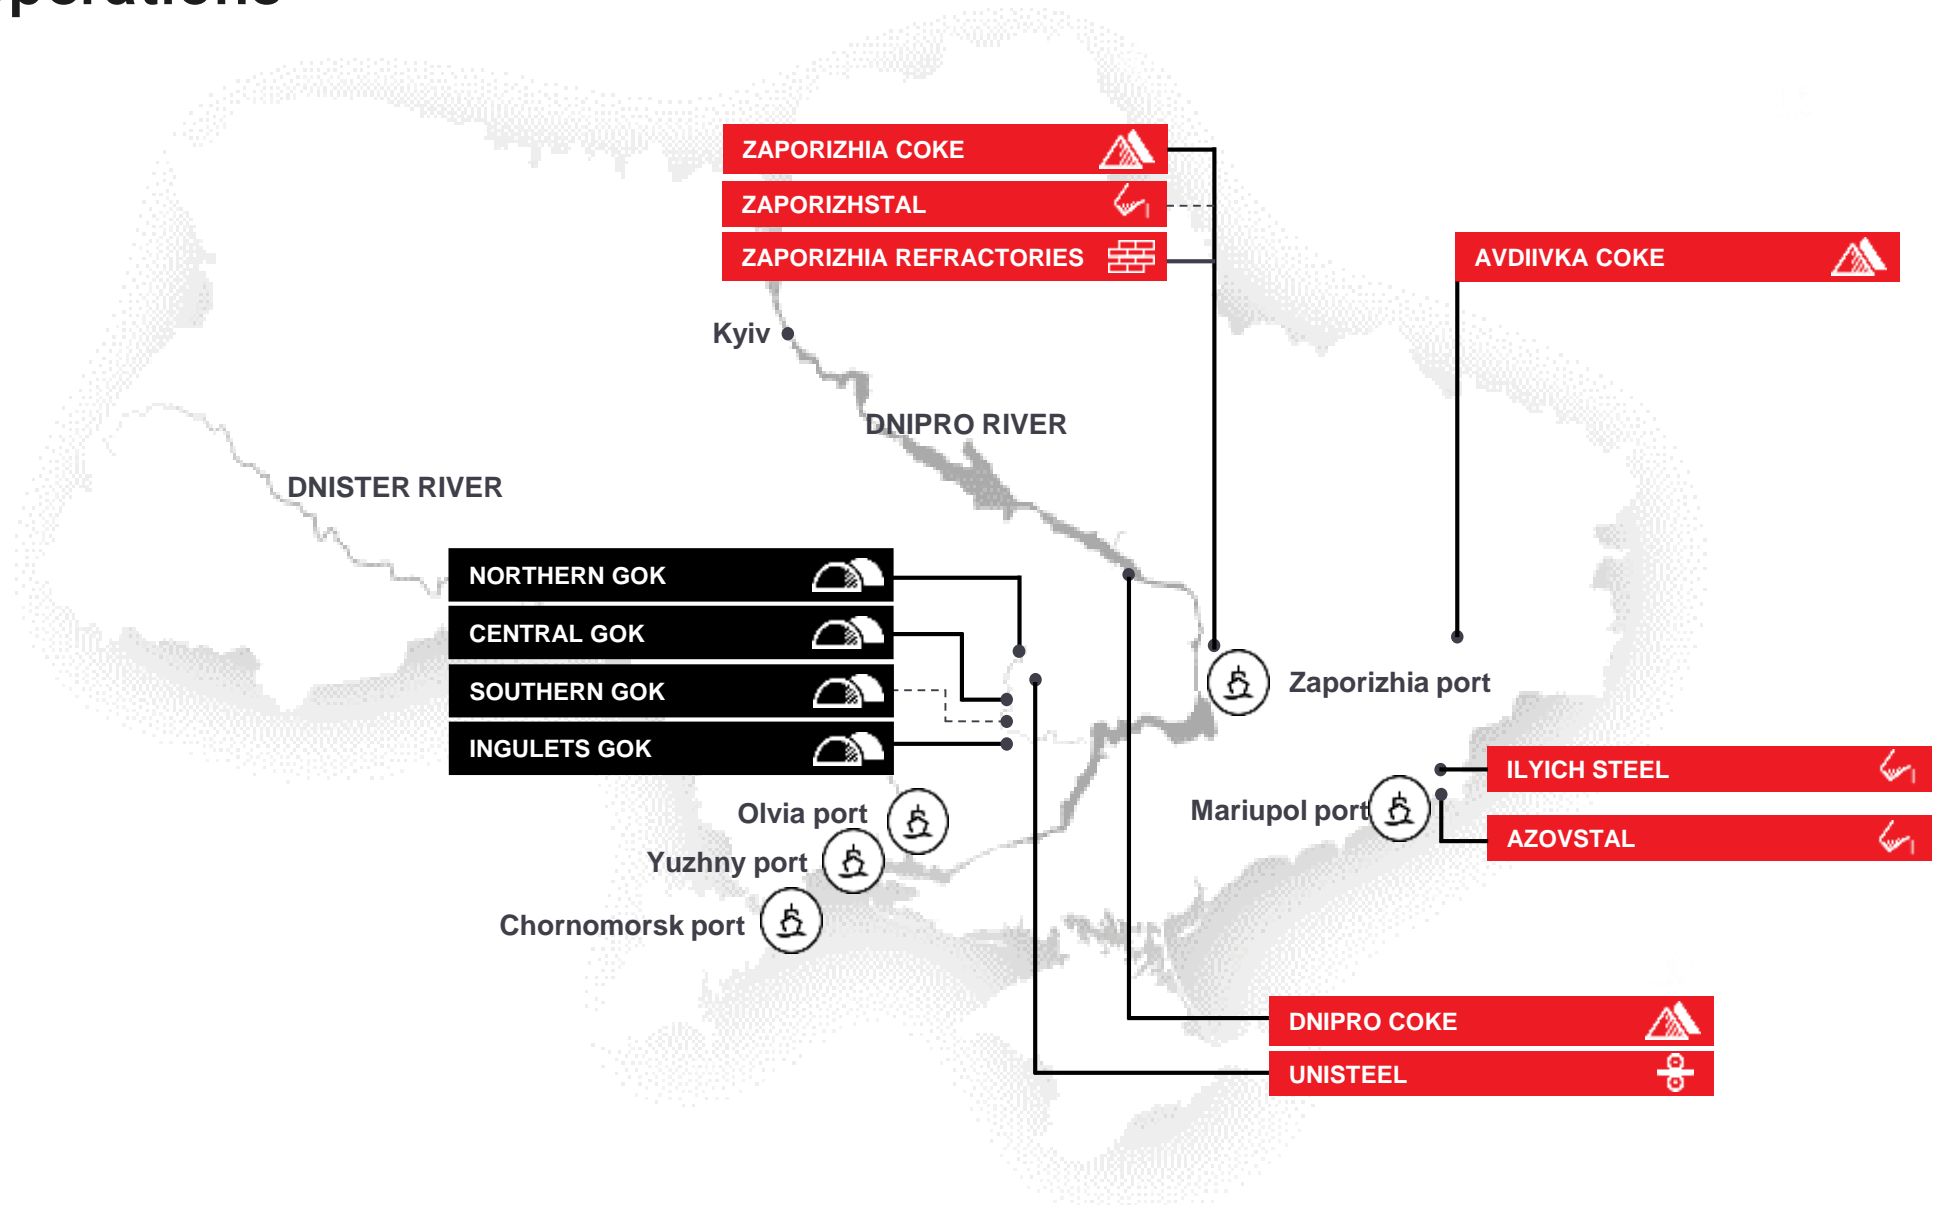 ZAPORIZHIA COKE
ZAPORIZHSTAL
ZAPORIZHIA REFRACTORIES
AVDIIVKA COKE
Kyiv
DNIPRO RIVER
DNISTER RIVER
NORTHERN GOK
CENTRAL GOK
SOUTHERN GOK
INGULETS GOK
Zaporizhia port
ILYICH STEEL
Mariupol port
AZOVSTAL
Olvia port
Yuzhny port
Chornomorsk port
DNIPRO COKE
UNISTEEL